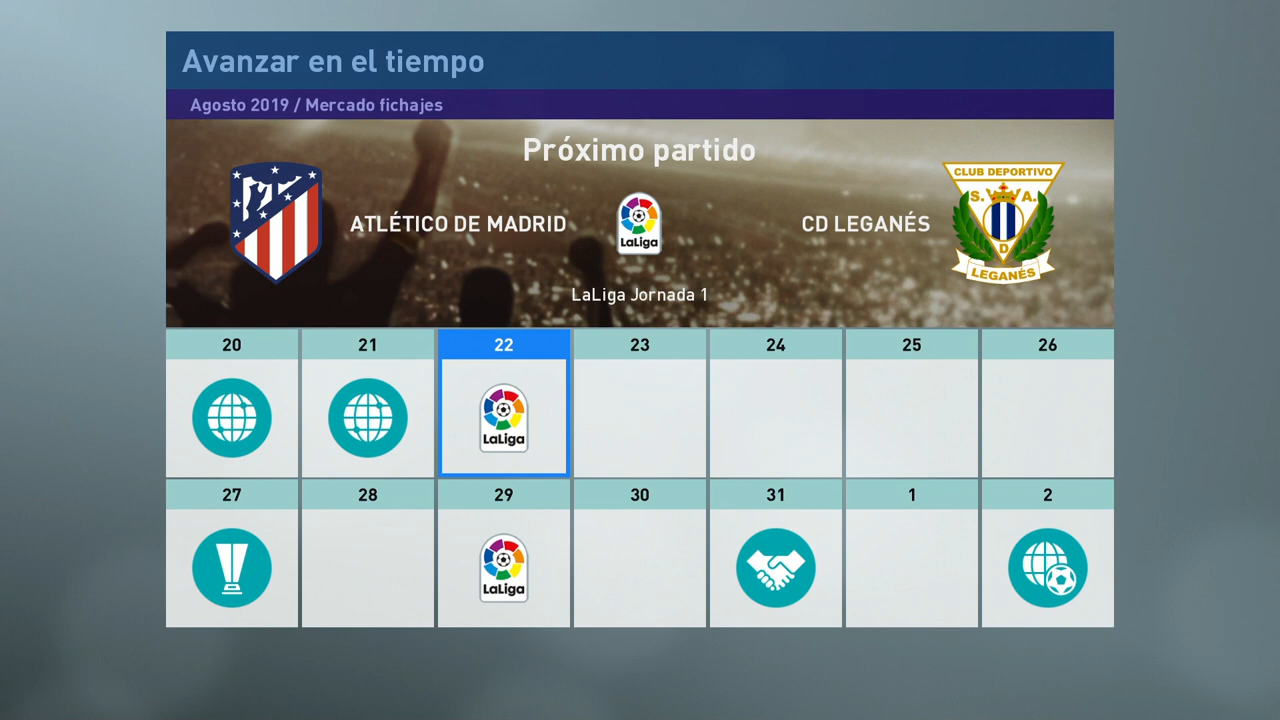 Avanzar en el tiempo
Agosto 2019 / Mercado fichajes
Próximo partido
ATLÉTICO DE MADRID
LaLiga
CD LEGANÉS
CLUB DEPORTIVO
S. V. A.
D
LEGANÉS
LaLiga Jornada 1
20 21 22 23 24 25 26
LaLiga
27 28 29 30 31 1 2
LaLiga